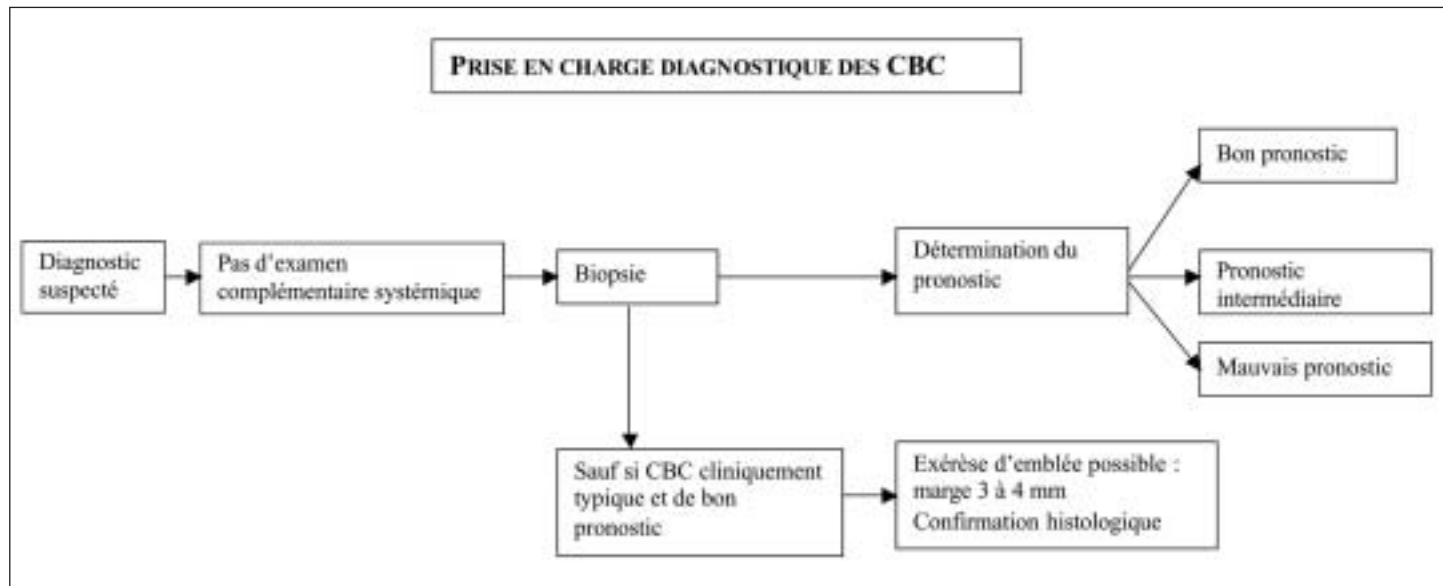 PRISE EN CHARGE DIAGNOSTIQUE DES CBC
Diagnostic
suspecté
Pas d'examen
complémentaire systémique
Biopsie
Détermination du
pronostic
Bon pronostic
Pronostic
intermédiaire
Mauvais pronostic
Sauf si CBC cliniquement
typique et de bon
pronostic
Exérèse d'emblée possible :
marge 3 à 4 mm
Confirmation histologique